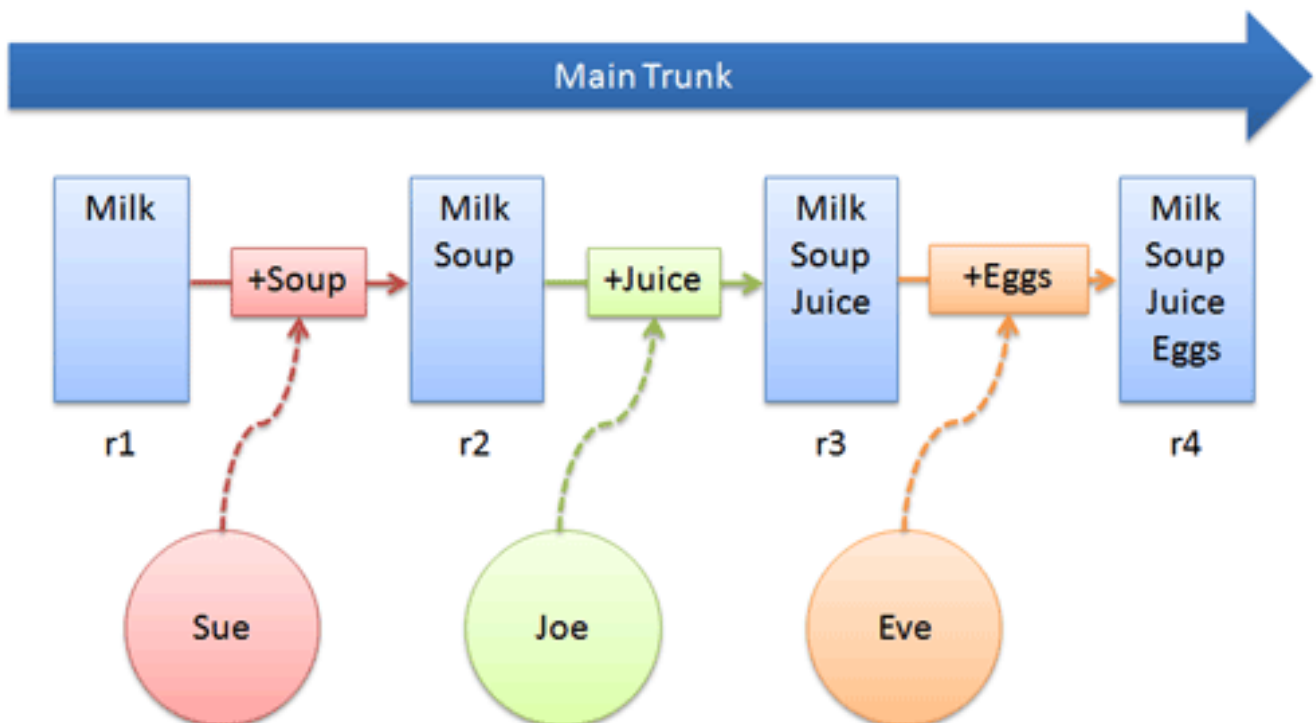 Main Trunk
Milk
+Soup
Milk
Soup
+Juice
Milk
Soup
Juice
+Eggs
Milk
Soup
Juice
Eggs
r1
r2
r3
r4
Sue
Joe
Eve